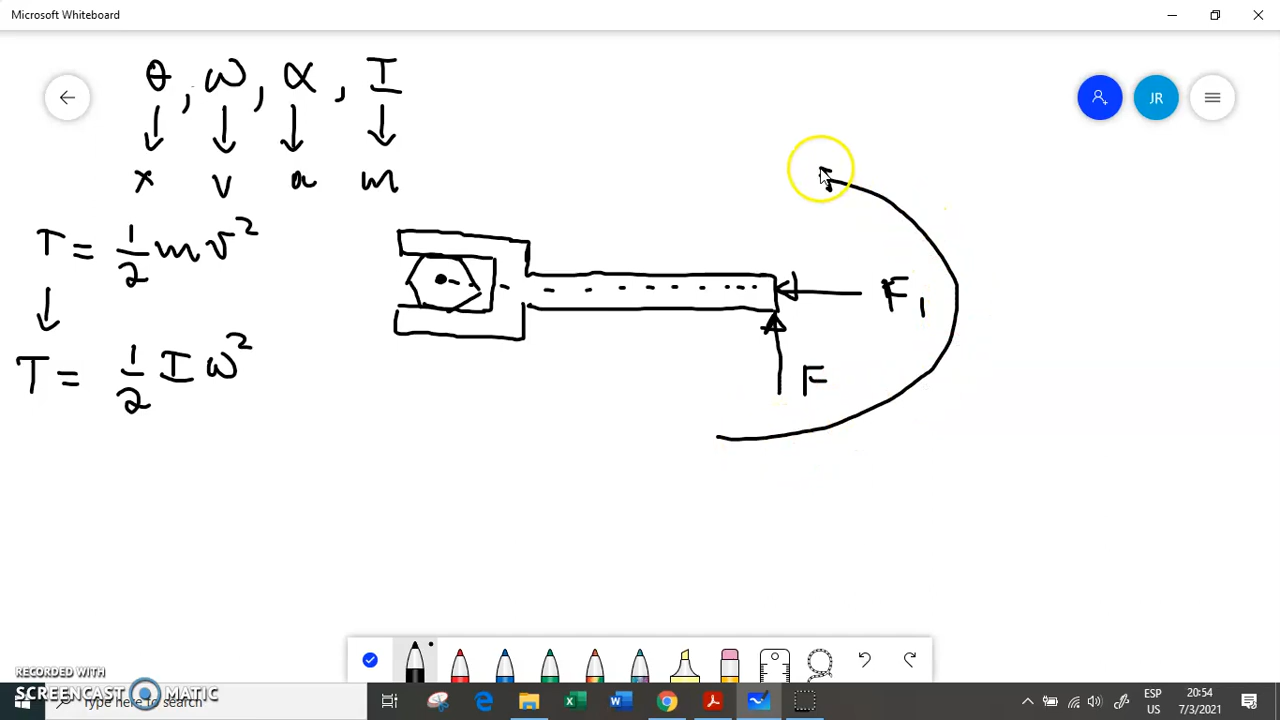 Microsoft Whiteboard
θ, ω, α, I
↓ ↓ ↓ ↓
x v a m
JR
T = 1/2 m v²
↓
T = 1/2 I ω²
F₁
F
RECORDED WITH
SCREENCAST MATIC
Type here to search
ESP
US
20:54
7/3/2021